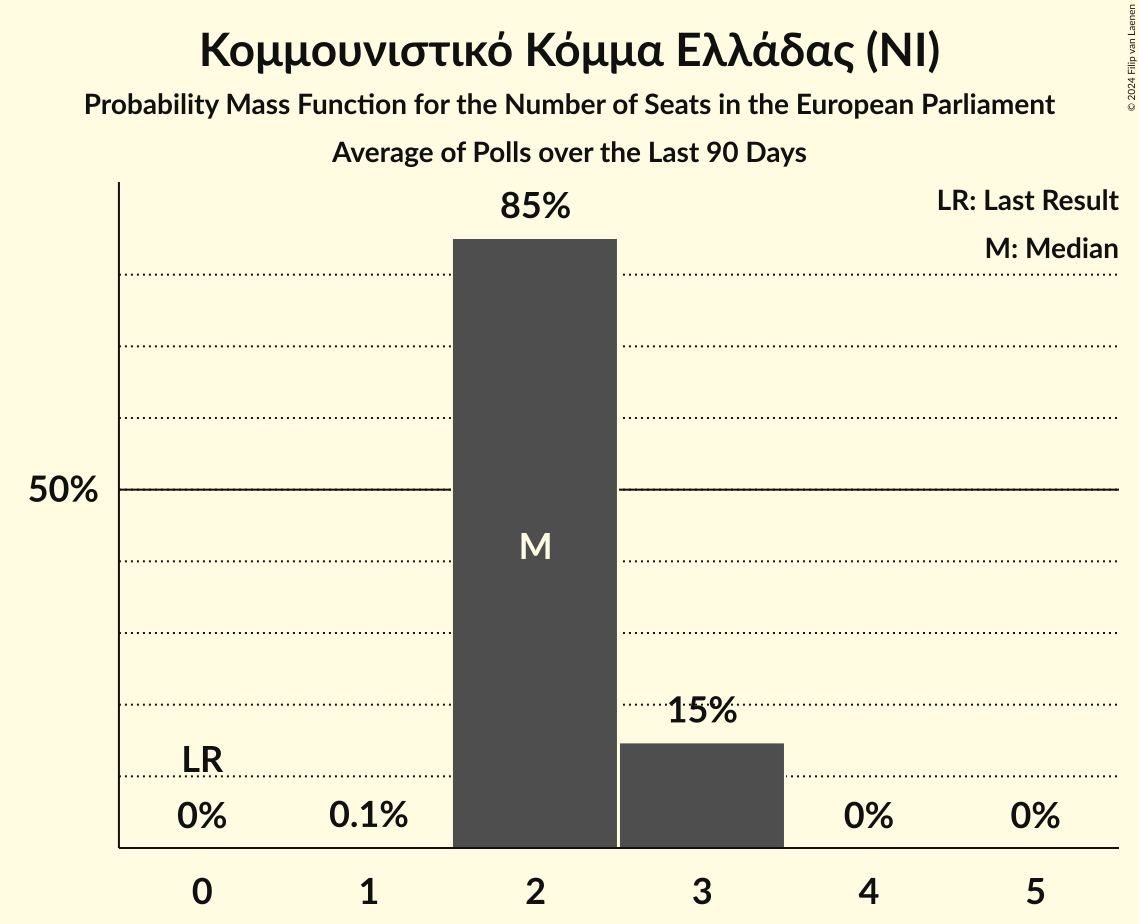 Κομμουνιστικό Κόμμα Ελλάδας (NI)
Probability Mass Function for the Number of Seats in the European Parliament
Average of Polls over the Last 90 Days
© 2024 Filip van Laenen
LR: Last Result
M: Median
85%
50%
M
15%
LR
0%
0.1%
0%
0%
0 1 2 3 4 5